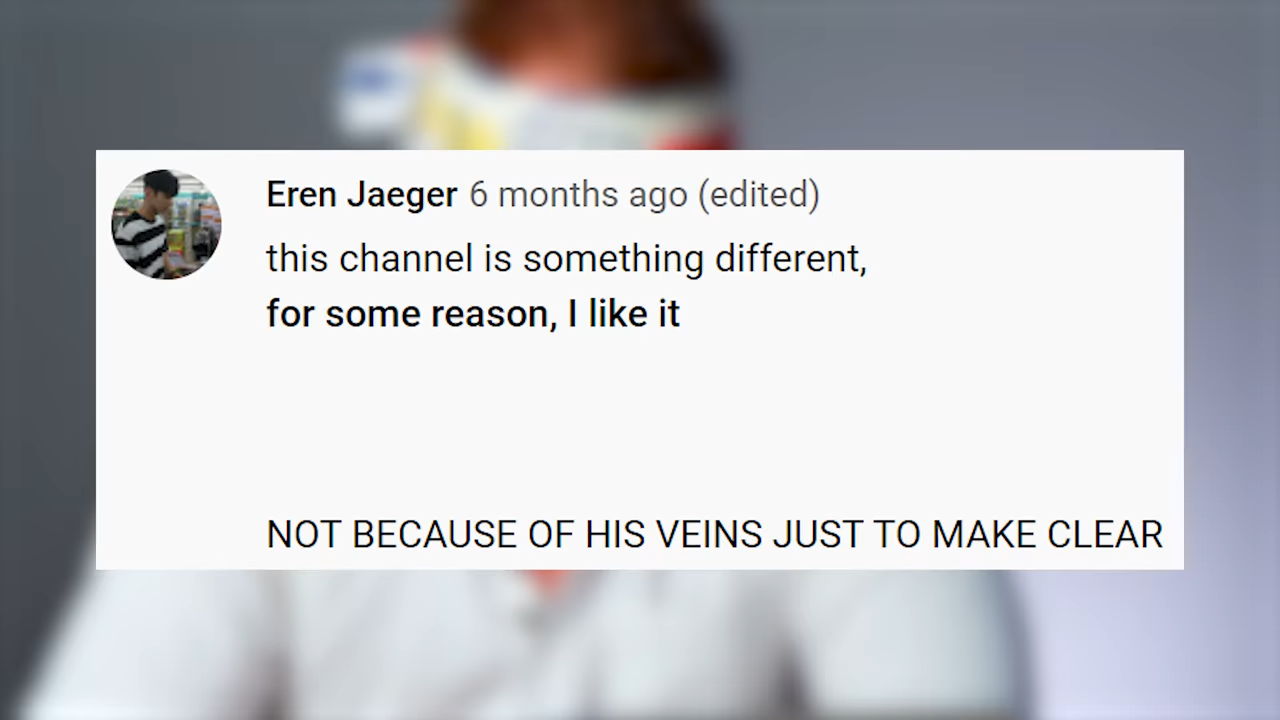 Eren Jaeger 6 months ago (edited)
this channel is something different,
for some reason, I like it
NOT BECAUSE OF HIS VEINS JUST TO MAKE CLEAR